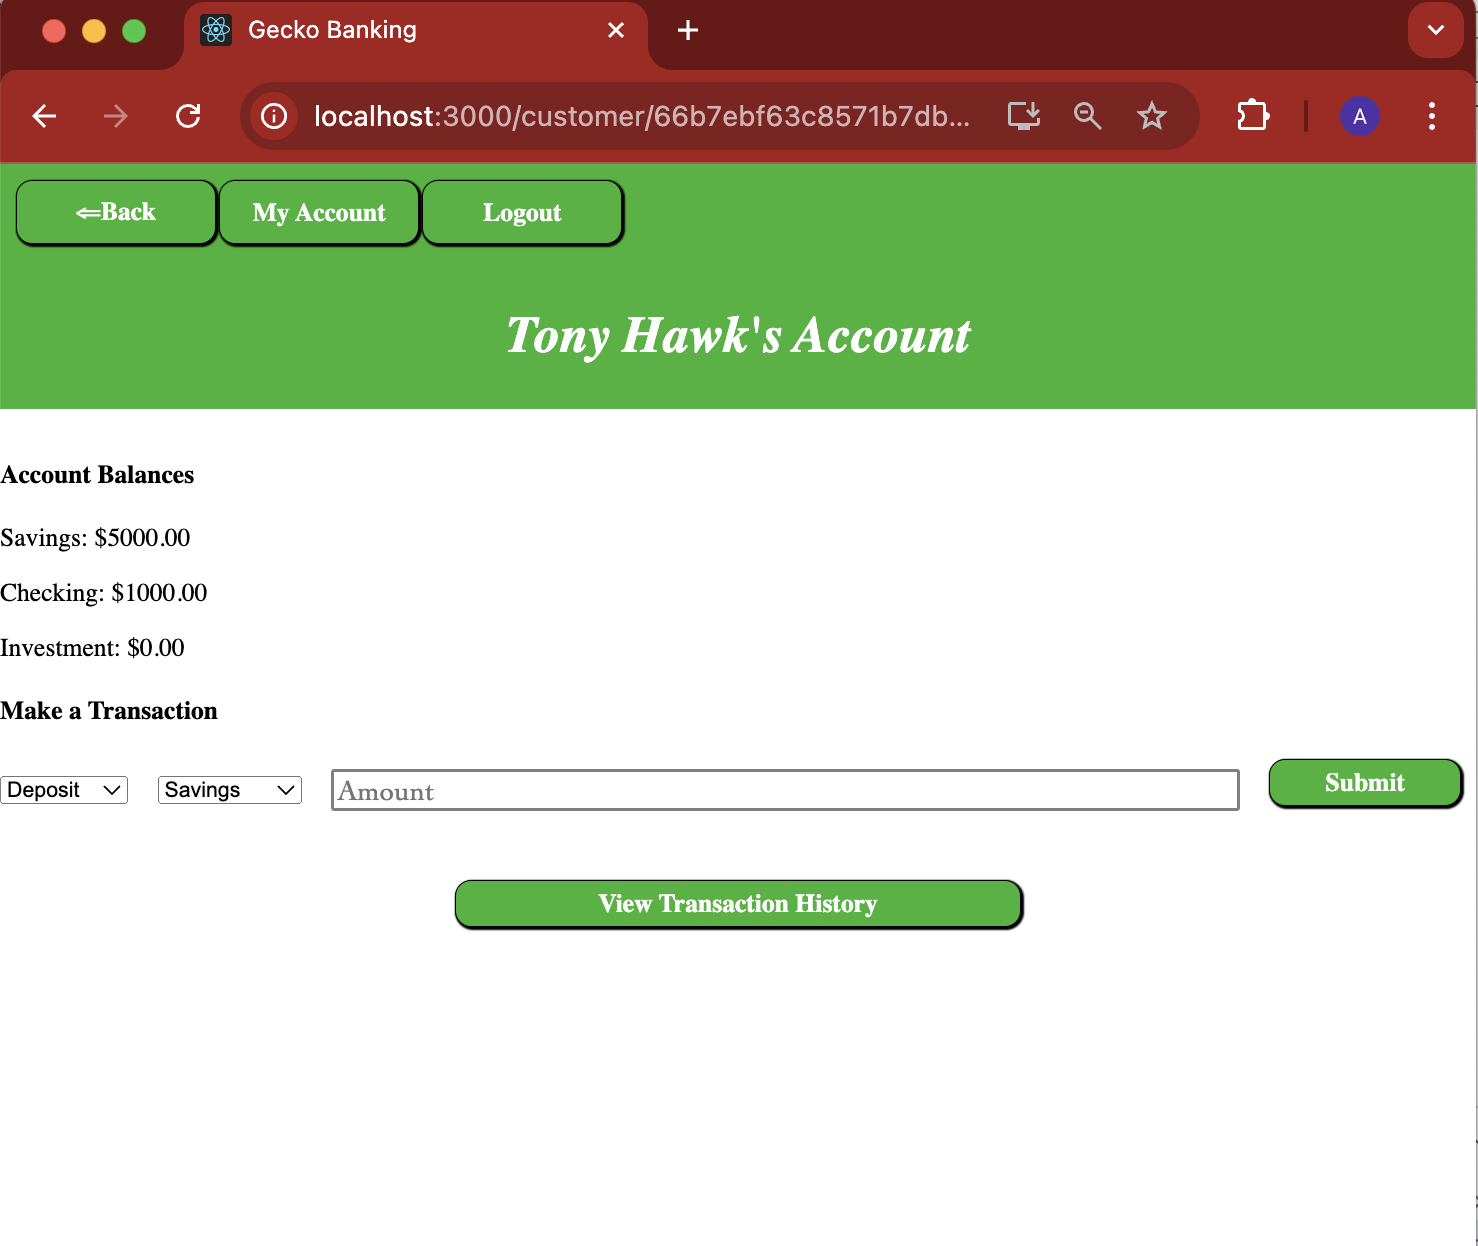 Gecko Banking
localhost:3000/customer/66b7ebf63c8571b7db...
A
⇐Back My Account Logout
Tony Hawk's Account
Account Balances
Savings: $5000.00
Checking: $1000.00
Investment: $0.00
Make a Transaction
Deposit Savings Amount Submit
View Transaction History